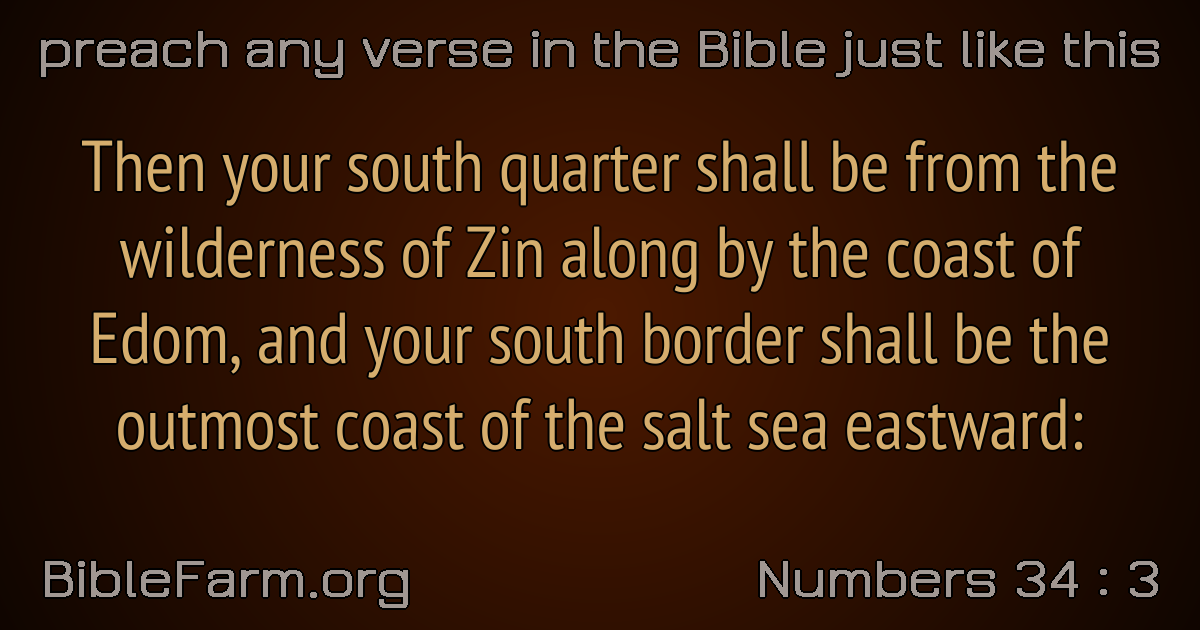 preach any verse in the Bible just like this
Then your south quarter shall be from the
wilderness of Zin along by the coast of
Edom, and your south border shall be the
outmost coast of the salt sea eastward:
BibleFarm.org
Numbers 34 : 3